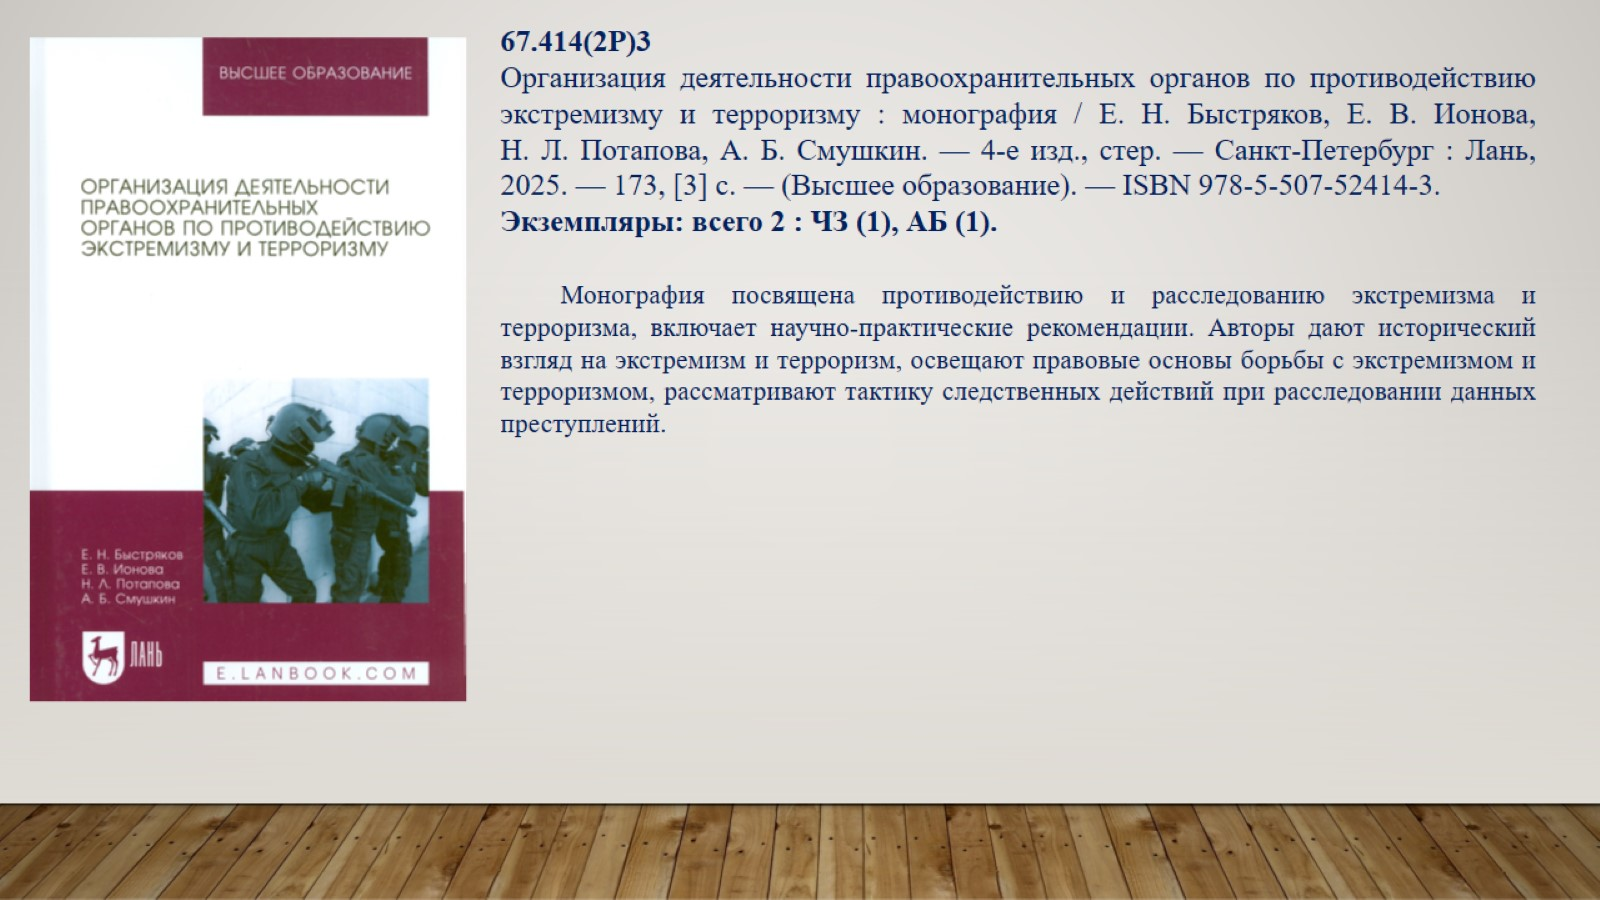 ВЫСШЕЕ ОБРАЗОВАНИЕ
ОРГАНИЗАЦИЯ ДЕЯТЕЛЬНОСТИ
ПРАВООХРАНИТЕЛЬНЫХ
ОРГАНОВ ПО ПРОТИВОДЕЙСТВИЮ
ЭКСТРЕМИЗМУ И ТЕРРОРИЗМУ
Е. Н. Быстряков
Е. В. Ионова
Н. Л. Потапова
А. Б. Смушкин
ЛАНЬ
E.LANBOOK.COM
67.414(2Р)3
Организация деятельности правоохранительных органов по противодействию
экстремизму и терроризму : монография / Е. Н. Быстряков, Е. В. Ионова,
Н. Л. Потапова, А. Б. Смушкин. — 4-е изд., стер. — Санкт-Петербург : Лань,
2025. — 173, [3] с. — (Высшее образование). — ISBN 978-5-507-52414-3.
Экземпляры: всего 2 : ЧЗ (1), АБ (1).
Монография посвящена противодействию и расследованию экстремизма и
терроризма, включает научно-практические рекомендации. Авторы дают исторический
взгляд на экстремизм и терроризм, освещают правовые основы борьбы с экстремизмом и
терроризмом, рассматривают тактику следственных действий при расследовании данных
преступлений.